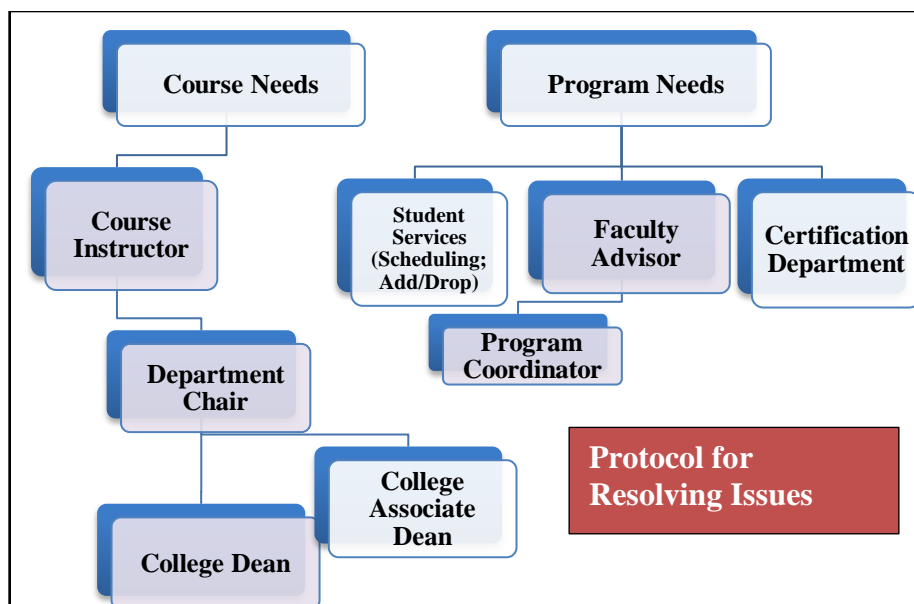 Course Needs
Program Needs
Course
Instructor
Student
Services
(Scheduling;
Add/Drop)
Faculty
Advisor
Certification
Department
Program
Coordinator
Department
Chair
College
Associate
Dean
College Dean
Protocol for
Resolving Issues